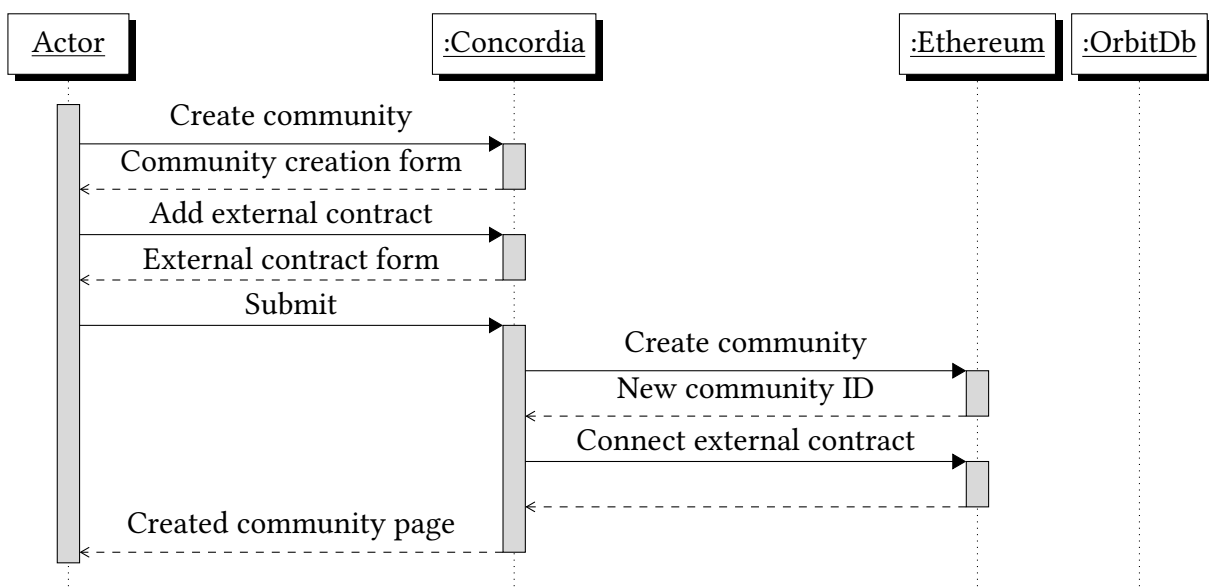 Actor
:Concordia
:Ethereum
:OrbitDb
Create community
Community creation form
Add external contract
External contract form
Submit
Create community
New community ID
Connect external contract
Created community page